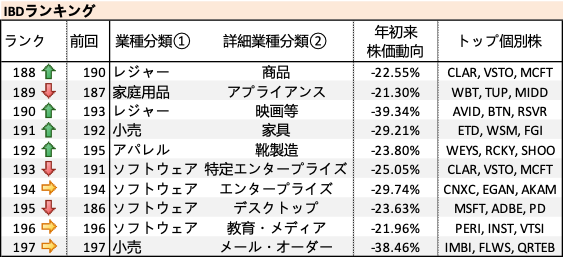 IBDランキング
ランク 前回 業種分類① 詳細業種分類② 年初来株価動向 トップ個別株
188 190 レジャー 商品 -22.55% CLAR, VSTO, MCFT
189 187 家庭用品 アプライアンス -21.30% WBT, TUP, MIDD
190 193 レジャー 映画等 -39.34% AVID, BTN, RSVR
191 192 小売 家具 -29.21% ETD, WSM, FGI
192 195 アパレル 靴製造 -23.80% WEYS, RCKY, SHOO
193 191 ソフトウェア 特定エンタープライズ -25.05% CLAR, VSTO, MCFT
194 194 ソフトウェア エンタープライズ -29.74% CNXC, EGAN, AKAM
195 186 ソフトウェア デスクトップ -23.63% MSFT, ADBE, PD
196 196 ソフトウェア 教育・メディア -21.96% PERI, INST, VTSI
197 197 小売 メール・オーダー -38.46% IMBI, FLWS, QRTEB